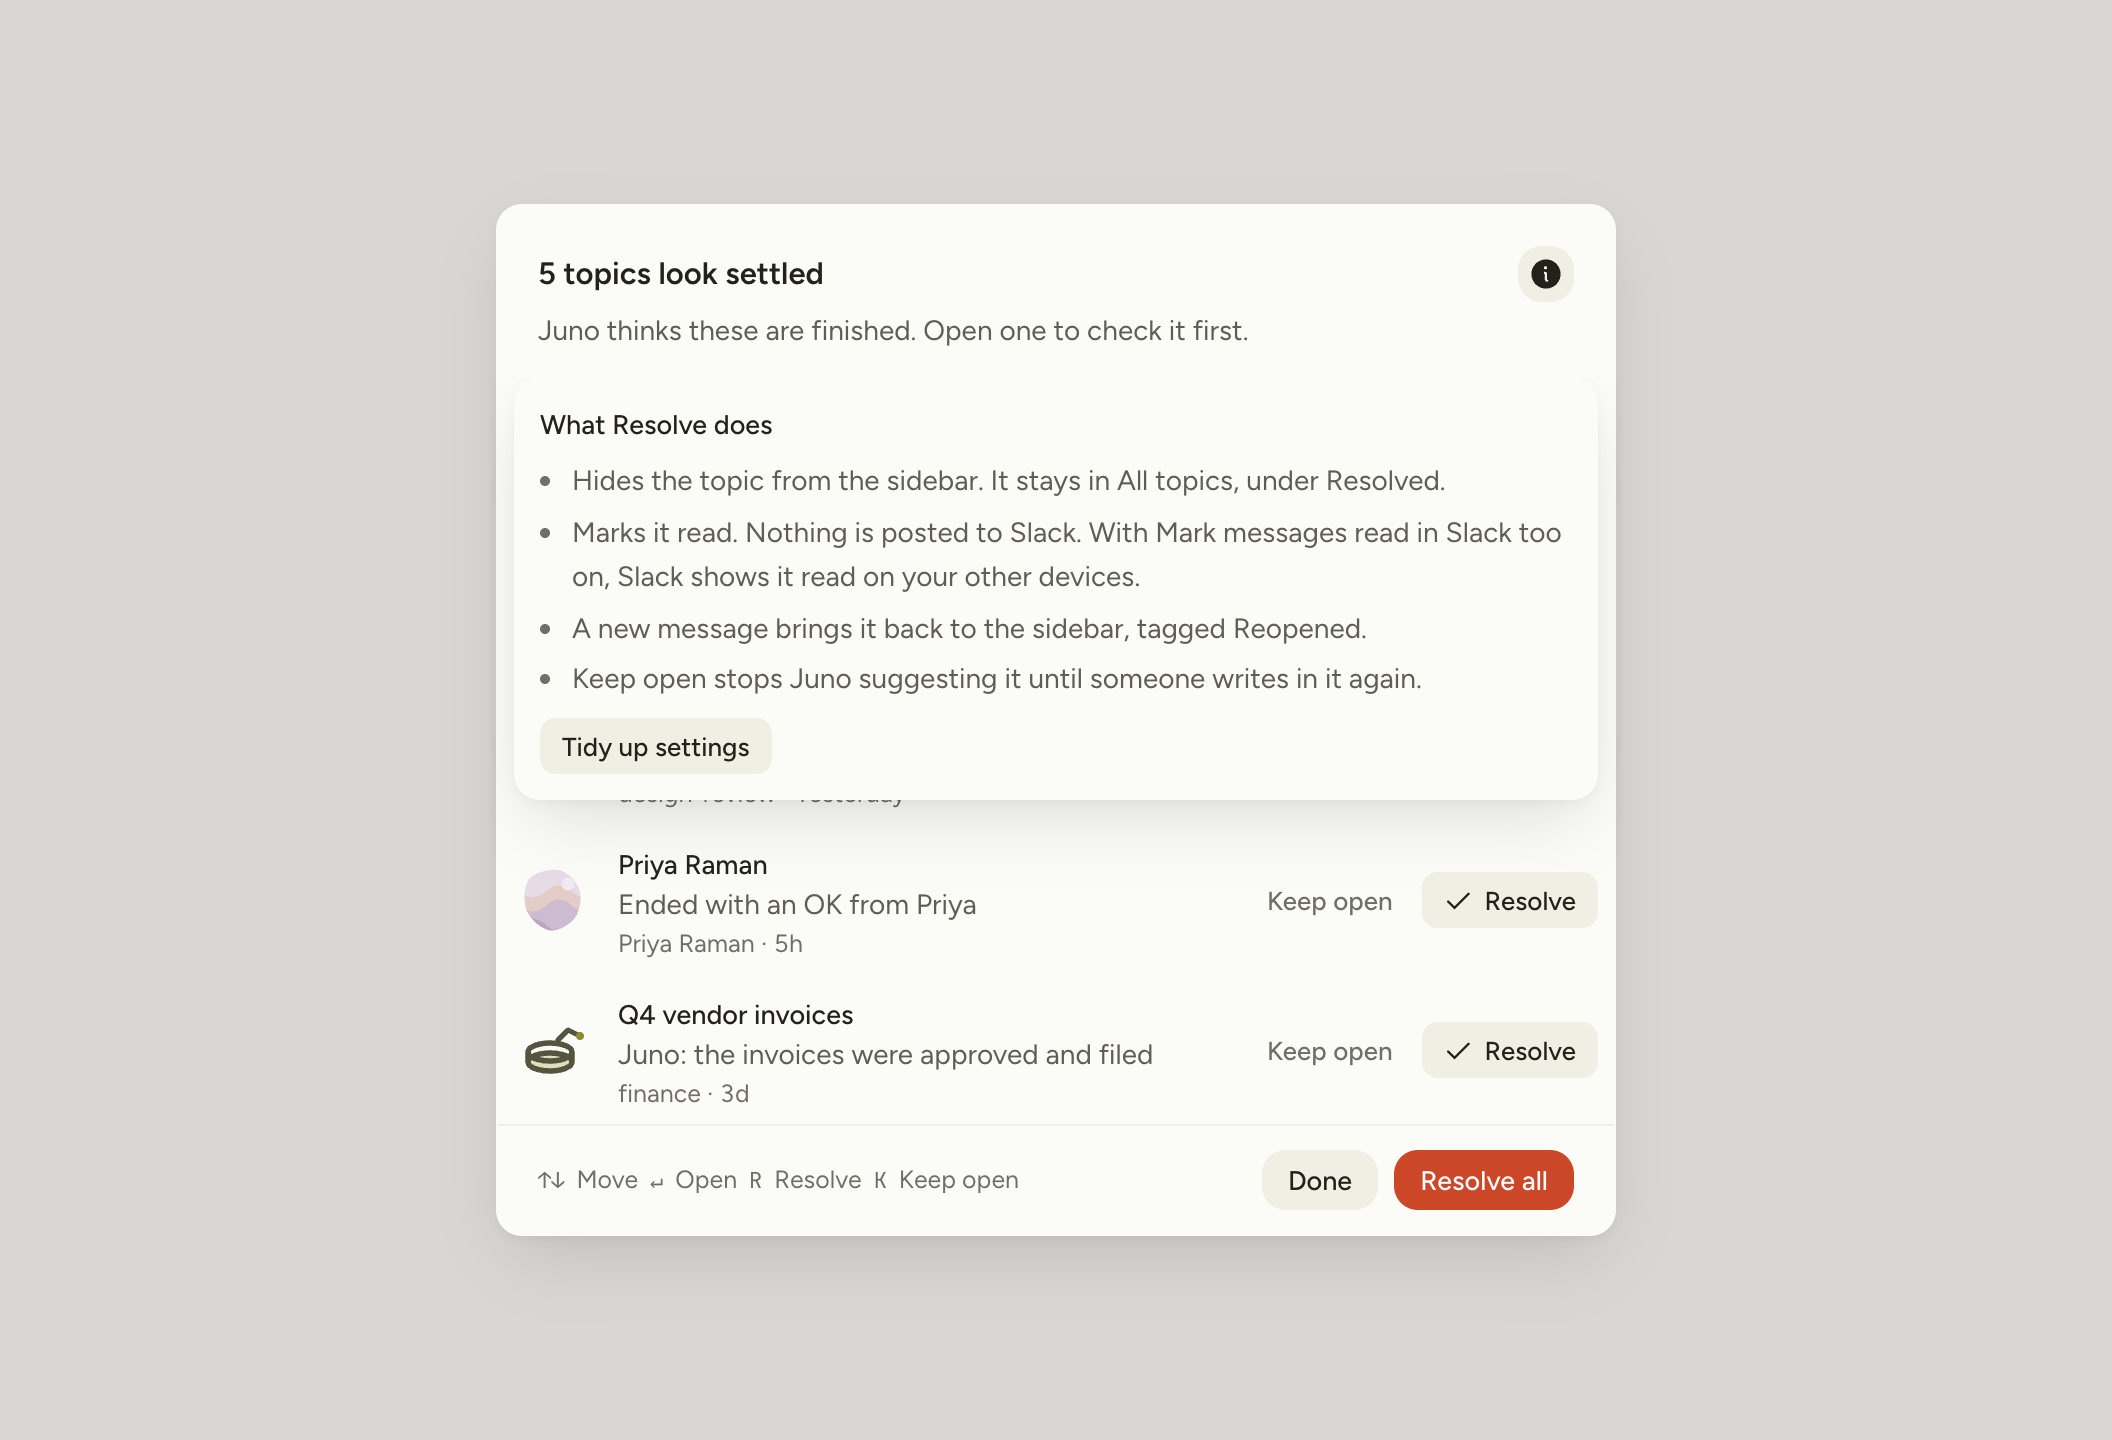 5 topics look settled
Juno thinks these are finished. Open one to check it first.
What Resolve does
Hides the topic from the sidebar. It stays in All topics, under Resolved.
Marks it read. Nothing is posted to Slack. With Mark messages read in Slack too
on, Slack shows it read on your other devices.
A new message brings it back to the sidebar, tagged Reopened.
Keep open stops Juno suggesting it until someone writes in it again.
Tidy up settings
Priya Raman
Ended with an OK from Priya
Keep open
Resolve
Priya Raman · 5h
Q4 vendor invoices
Juno: the invoices were approved and filed
Keep open
Resolve
finance · 3d
↑↓ Move ↵ Open R Resolve K Keep open
Done
Resolve all